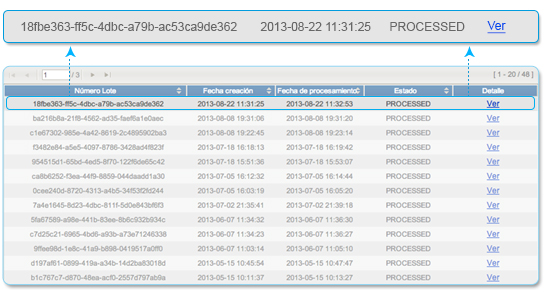 18fbe363-ff5c-4dbc-a79b-ac53ca9de362 2013-08-22 11:31:25 PROCESSED Ver
1 / 3 [ 1 - 20 / 48 ]
Número Lote Fecha creación Fecha de procesamiento Estado Detalle
18fbe363-ff5c-4dbc-a79b-ac53ca9de362 2013-08-22 11:31:25 2013-08-22 11:32:53 PROCESSED Ver
ba216b8a-21f8-4562-ad35-faef6a1e0aec 2013-08-08 19:31:06 2013-08-08 19:31:20 PROCESSED Ver
c1e67302-985e-4a42-8619-2c4895902ba3 2013-08-08 19:22:45 2013-08-08 19:23:14 PROCESSED Ver
f3482e84-a5e5-4097-8786-3428ad4f823f 2013-07-18 16:18:13 2013-07-18 16:19:42 PROCESSED Ver
954515d1-65bd-4ed5-8f70-122f6de65c42 2013-07-18 15:51:36 2013-07-18 15:53:07 PROCESSED Ver
ca8b6252-f3ea-44f9-8859-044daadd1a30 2013-07-05 16:12:32 2013-07-05 16:14:44 PROCESSED Ver
0cee240d-8720-4313-a4b5-34f53f2fd244 2013-07-05 16:03:19 2013-07-05 16:05:20 PROCESSED Ver
7a4e1645-8d23-4dbc-811f-5d0e843bf6f3 2013-07-02 21:35:41 2013-07-02 21:39:18 PROCESSED Ver
5fa67589-a98e-441b-83ee-8b6c932b934c 2013-06-07 11:34:32 2013-06-07 11:36:30 PROCESSED Ver
c7d25c21-6965-4bd6-a93b-a73e71246338 2013-06-07 11:34:23 2013-06-07 11:36:27 PROCESSED Ver
9ffee98d-1e8c-41a9-b898-0419517a0ff0 2013-06-07 11:03:14 2013-06-07 11:05:10 PROCESSED Ver
d197af61-0899-419a-a34b-14d2ba83018d 2013-05-15 10:45:54 2013-05-15 10:47:47 PROCESSED Ver
b1c767c7-d870-48ea-acf0-2557d797ab9a 2013-05-15 10:11:37 2013-05-15 10:13:27 PROCESSED Ver